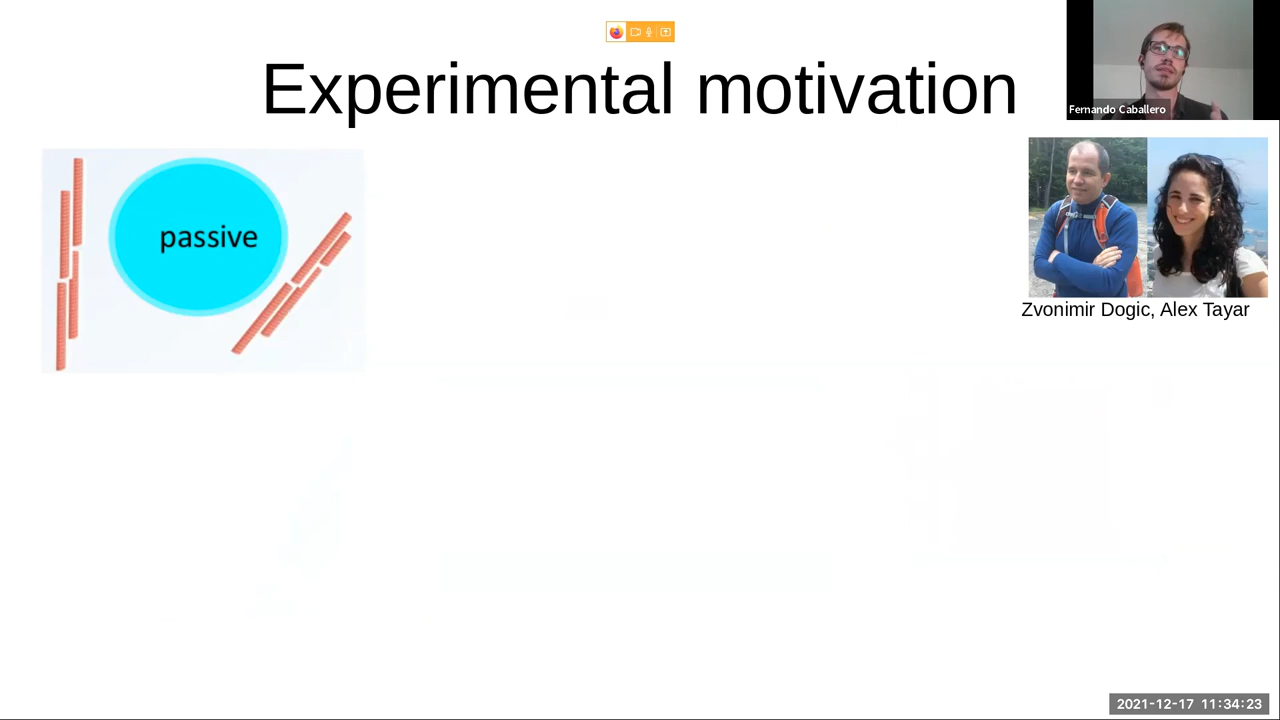 Experimental motivation
Fernando Caballero
passive
Zvonimir Dogic, Alex Tayar
2021-12-17 11:34:23